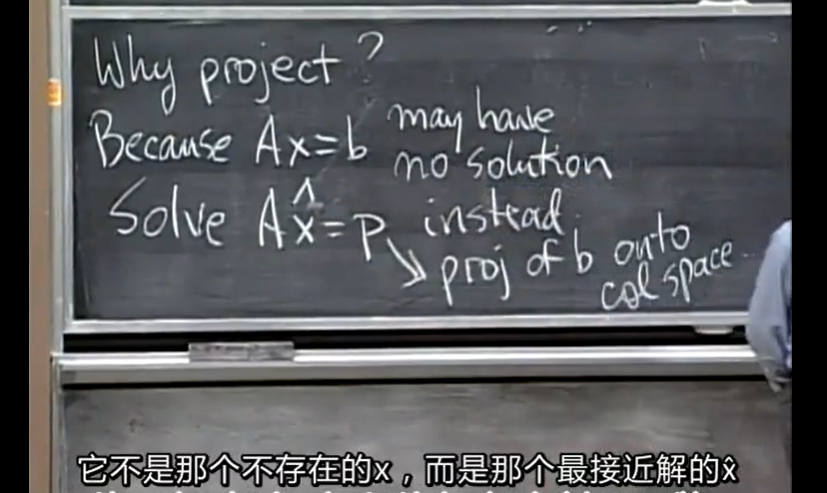 Why project?
Because Ax=b may have
no solution
Solve Ax̂=p instead.
↘ proj of b onto
col space
它不是那个不存在的x，而是那个最接近解的x̂